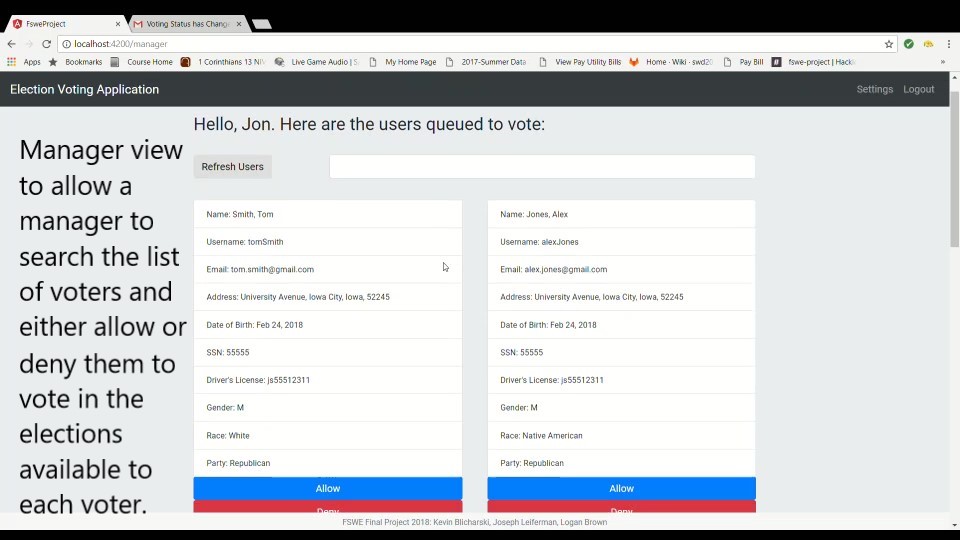 FsweProject
Voting Status has Chang
localhost:4200/manager
Apps Bookmarks Course Home 1 Corinthians 13 NIV Live Game Audio | S My Home Page 2017-Summer Data View Pay Utility Bills Home · Wiki · swd20 Pay Bill fswe-project | Hack
Election Voting Application
Settings Logout
Hello, Jon. Here are the users queued to vote:
Refresh Users
Manager view
to allow a
manager to
search the list
of voters and
either allow or
deny them to
vote in the
elections
available to
each voter.
Name: Smith, Tom
Username: tomSmith
Email: tom.smith@gmail.com
Address: University Avenue, Iowa City, Iowa, 52245
Date of Birth: Feb 24, 2018
SSN: 55555
Driver's License: js55512311
Gender: M
Race: White
Party: Republican
Allow
Deny
Name: Jones, Alex
Username: alexJones
Email: alex.jones@gmail.com
Address: University Avenue, Iowa City, Iowa, 52245
Date of Birth: Feb 24, 2018
SSN: 55555
Driver's License: js55512311
Gender: M
Race: Native American
Party: Republican
Allow
Deny
FSWE Final Project 2018: Kevin Blicharski, Joseph Leiferman, Logan Brown